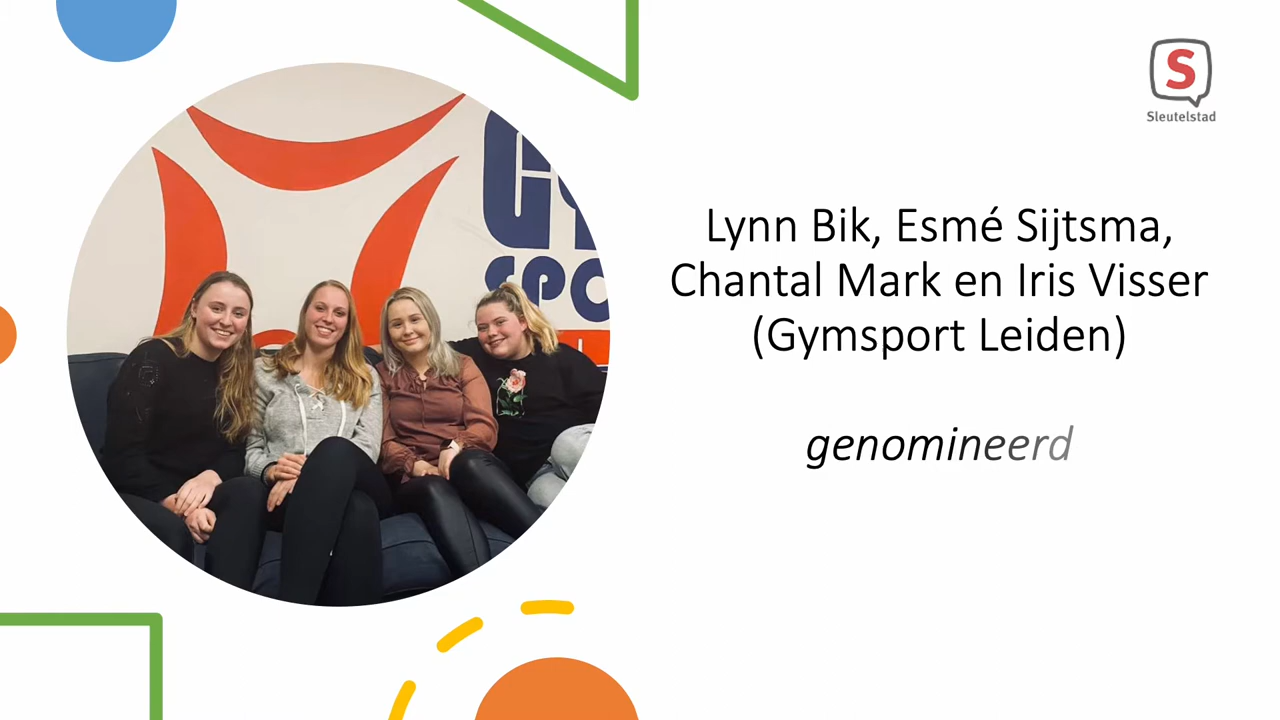 S
Sleutelstad
Lynn Bik, Esmé Sijtsma,
Chantal Mark en Iris Visser
(Gymsport Leiden)
genomineerd